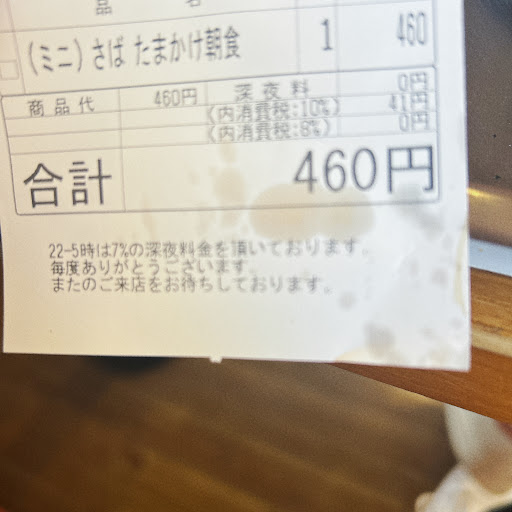 品 名
(ミニ)さば たまかけ朝食 1 460
商品代 460円 深夜料 0円
(内消費税:10%) 41円
(内消費税:8%) 0円
合計 460円
22-5時は7%の深夜料金を頂いております。
毎度ありがとうございます。
またのご来店をお待ちしております。